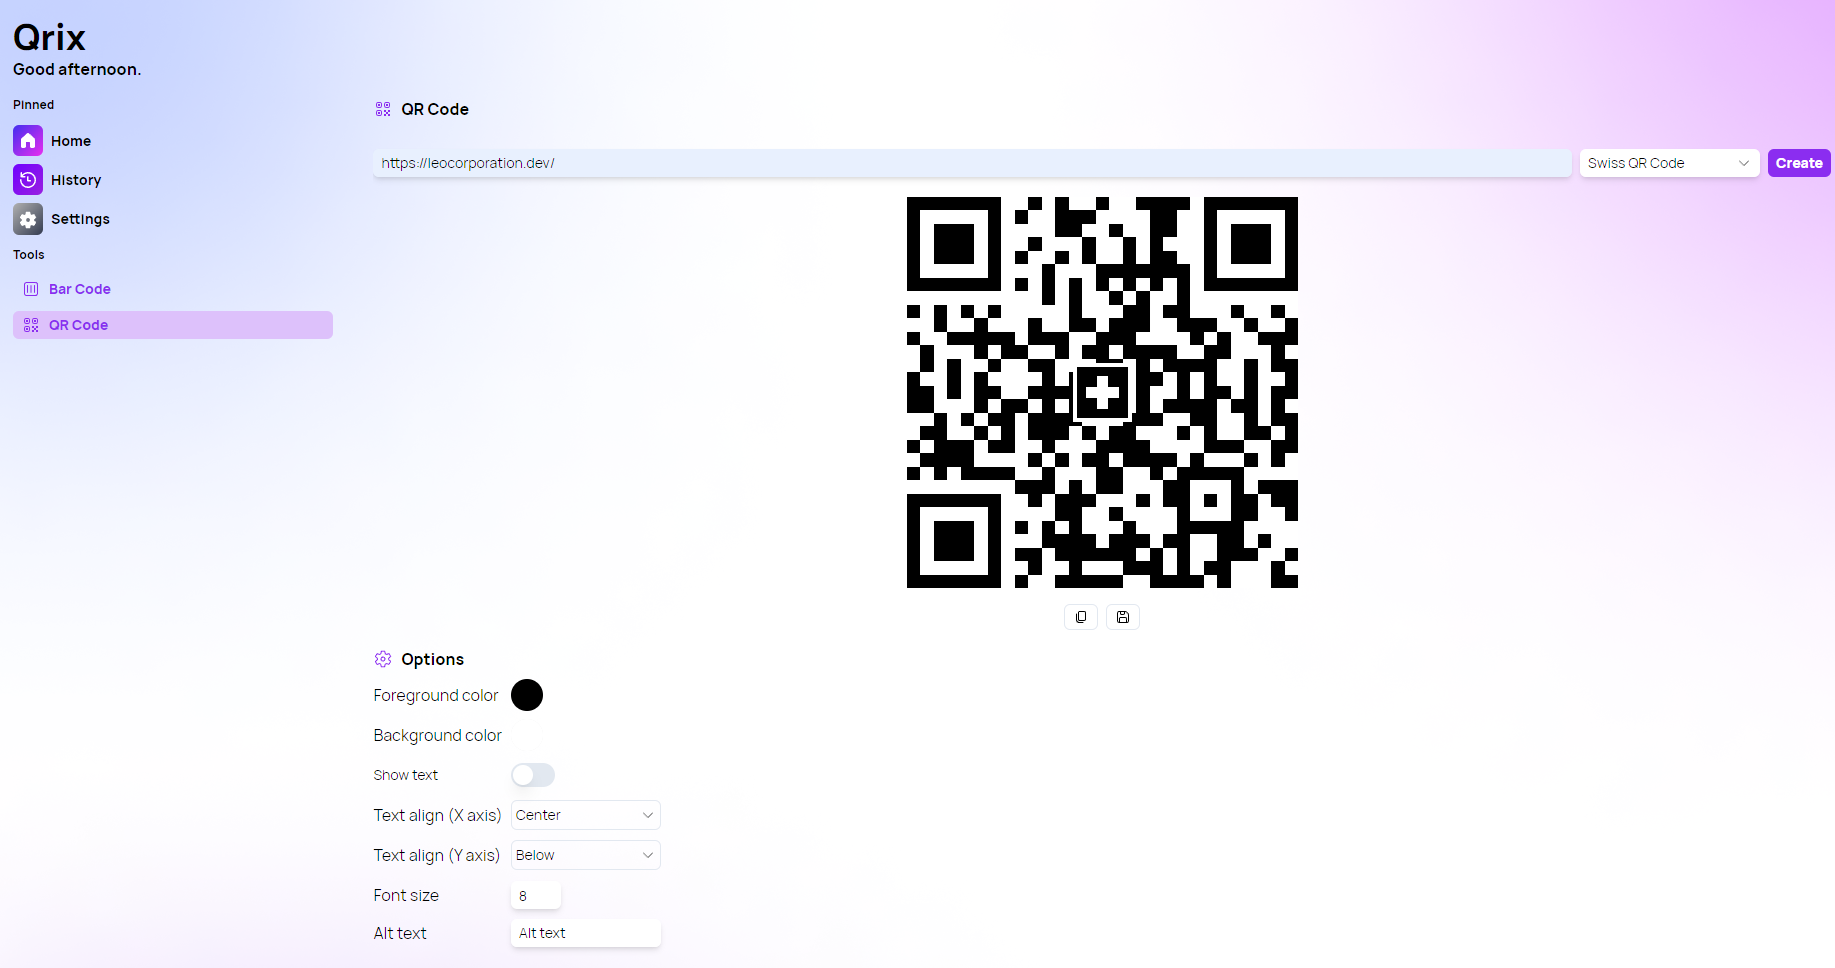 Qrix
Good afternoon.
Pinned
Home
History
Settings
Tools
Bar Code
QR Code
QR Code
https://leocorporation.dev/
Swiss QR Code
Create
Options
Foreground color
Background color
Show text
Text align (X axis)
Center
Text align (Y axis)
Below
Font size
8
Alt text
Alt text